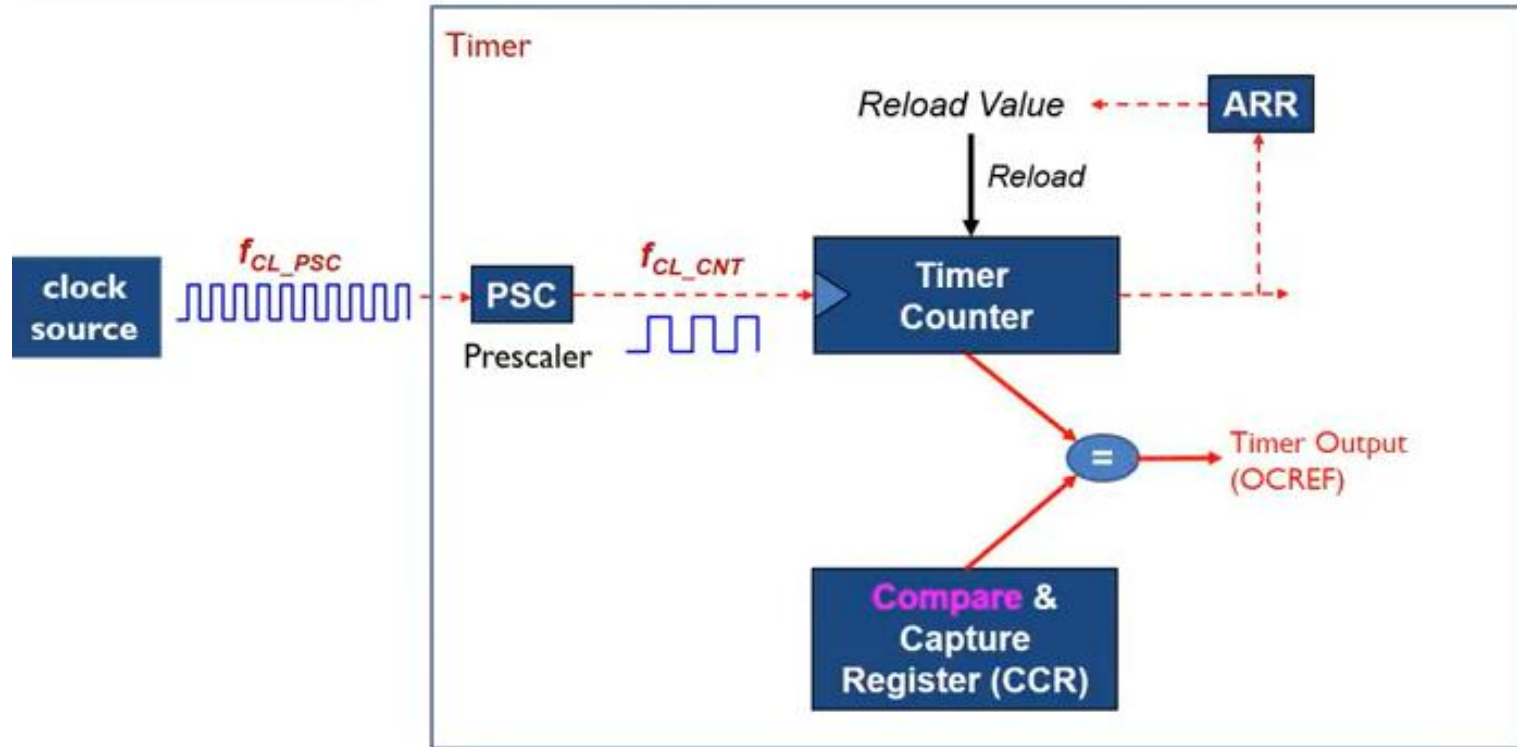 Timer
Reload Value
ARR
Reload
clock
source
f_CL_PSC
PSC
Prescaler
f_CL_CNT
Timer
Counter
=
Timer Output
(OCREF)
Compare &
Capture
Register (CCR)